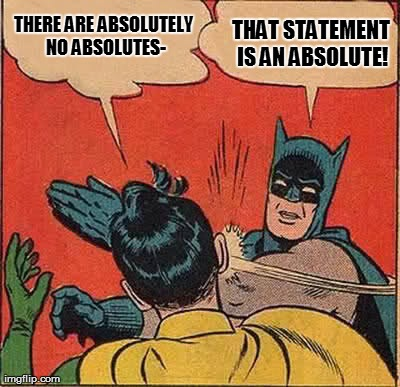 THERE ARE ABSOLUTELY
NO ABSOLUTES-
THAT STATEMENT
IS AN ABSOLUTE!
imgflip.com